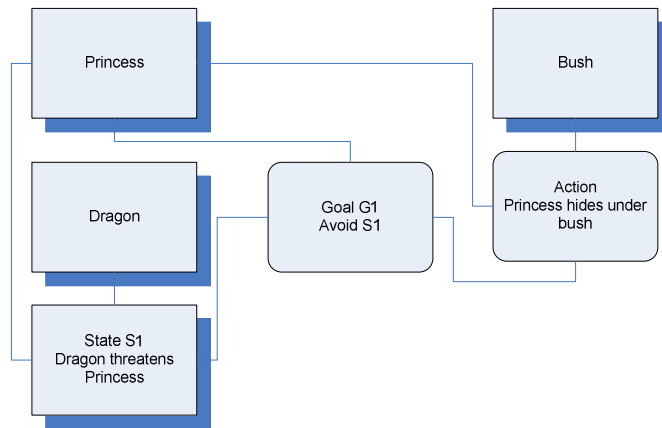 Princess
Bush
Dragon
Goal G1
Avoid S1
Action
Princess hides under
bush
State S1
Dragon threatens
Princess